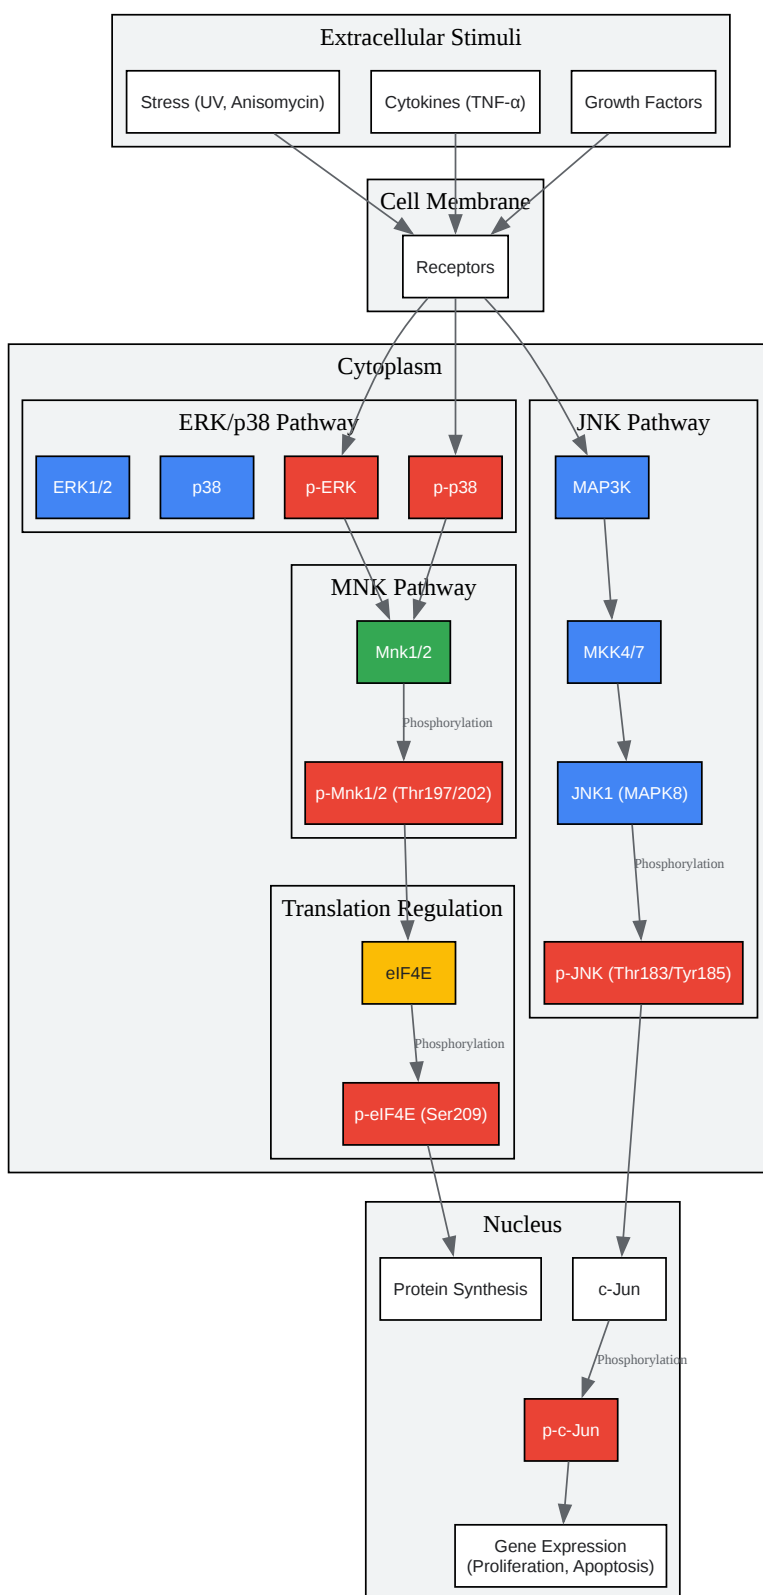 Extracellular Stimuli
Stress (UV, Anisomycin)
Cytokines (TNF-α)
Growth Factors
Cell Membrane
Receptors
Cytoplasm
ERK/p38 Pathway
JNK Pathway
ERK1/2
p38
p-ERK
p-p38
MAP3K
MNK Pathway
Mnk1/2
MKK4/7
Phosphorylation
p-Mnk1/2 (Thr197/202)
JNK1 (MAPK8)
Phosphorylation
Translation Regulation
eIF4E
p-JNK (Thr183/Tyr185)
Phosphorylation
p-eIF4E (Ser209)
Nucleus
Protein Synthesis
c-Jun
Phosphorylation
p-c-Jun
Gene Expression
(Proliferation, Apoptosis)